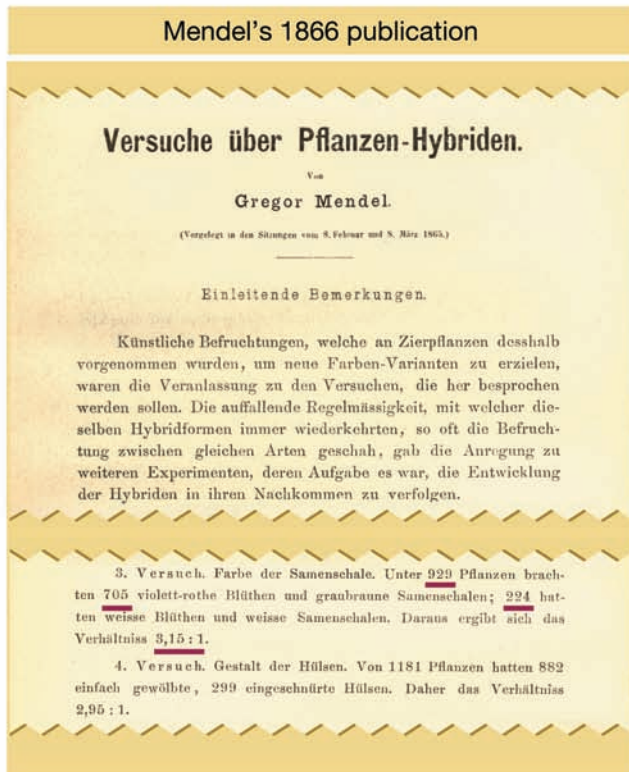 Mendel's 1866 publication
Versuche über Pflanzen-Hybriden.
Von
Gregor Mendel.
(Vorgelegt in den Sitzungen vom 8. Februar und 8. März 1865.)
Einleitende Bemerkungen.
Künstliche Befruchtungen, welche an Zierpflanzen desshalb
vorgenommen wurden, um neue Farben-Varianten zu erzielen,
waren die Veranlassung zu den Versuchen, die her besprochen
werden sollen. Die auffallende Regelmässigkeit, mit welcher die-
selben Hybridformen immer wiederkehrten, so oft die Befruch-
tung zwischen gleichen Arten geschah, gab die Anregung zu
weiteren Experimenten, deren Aufgabe es war, die Entwicklung
der Hybriden in ihren Nachkommen zu verfolgen.
3. Versuch. Farbe der Samenschale. Unter 929 Pflanzen brach-
ten 705 violett-rothe Blüthen und graubraune Samenschalen; 224 hat-
ten weisse Blüthen und weisse Samenschalen. Daraus ergibt sich das
Verhältniss 3,15 : 1.
4. Versuch. Gestalt der Hülsen. Von 1181 Pflanzen hatten 882
einfach gewölbte, 299 eingeschnürte Hülsen. Daher das Verhältniss
2,95 : 1.